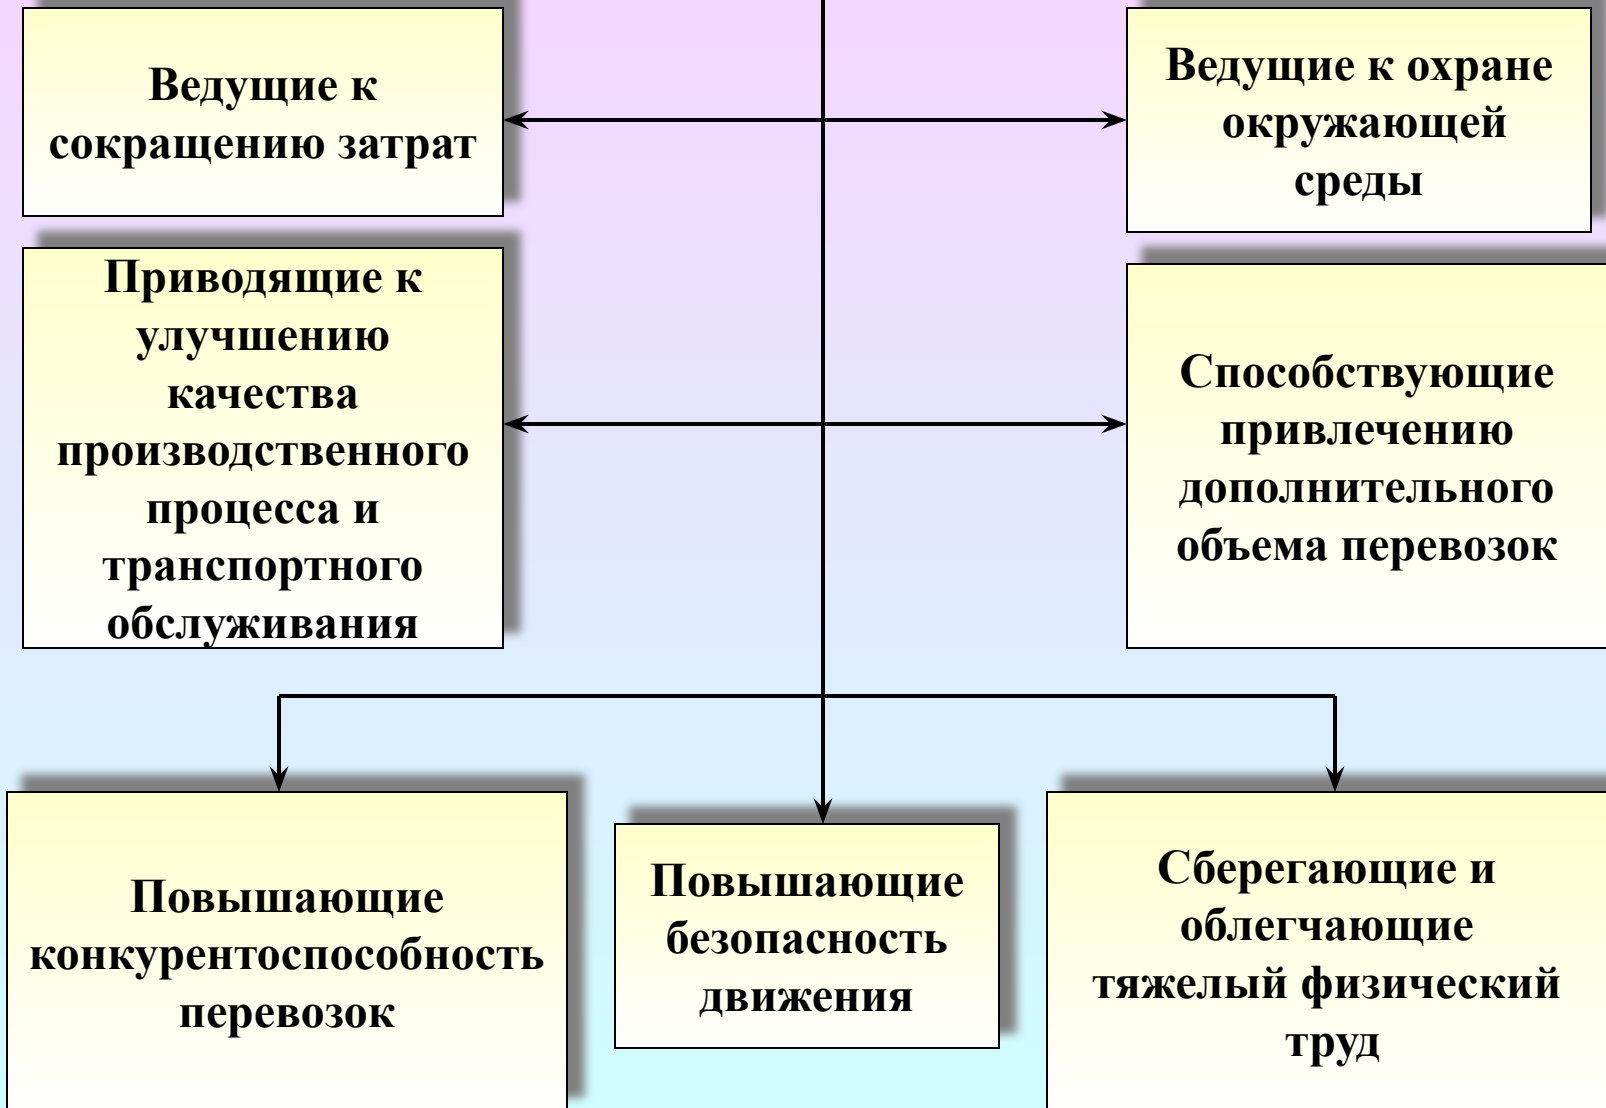 Ведущие к
сокращению затрат
Ведущие к охране
окружающей
среды
Приводящие к
улучшению
качества
производственного
процесса и
транспортного
обслуживания
Способствующие
привлечению
дополнительного
объема перевозок
Повышающие
конкурентоспособность
перевозок
Повышающие
безопасность
движения
Сберегающие и
облегчающие
тяжелый физический
труд